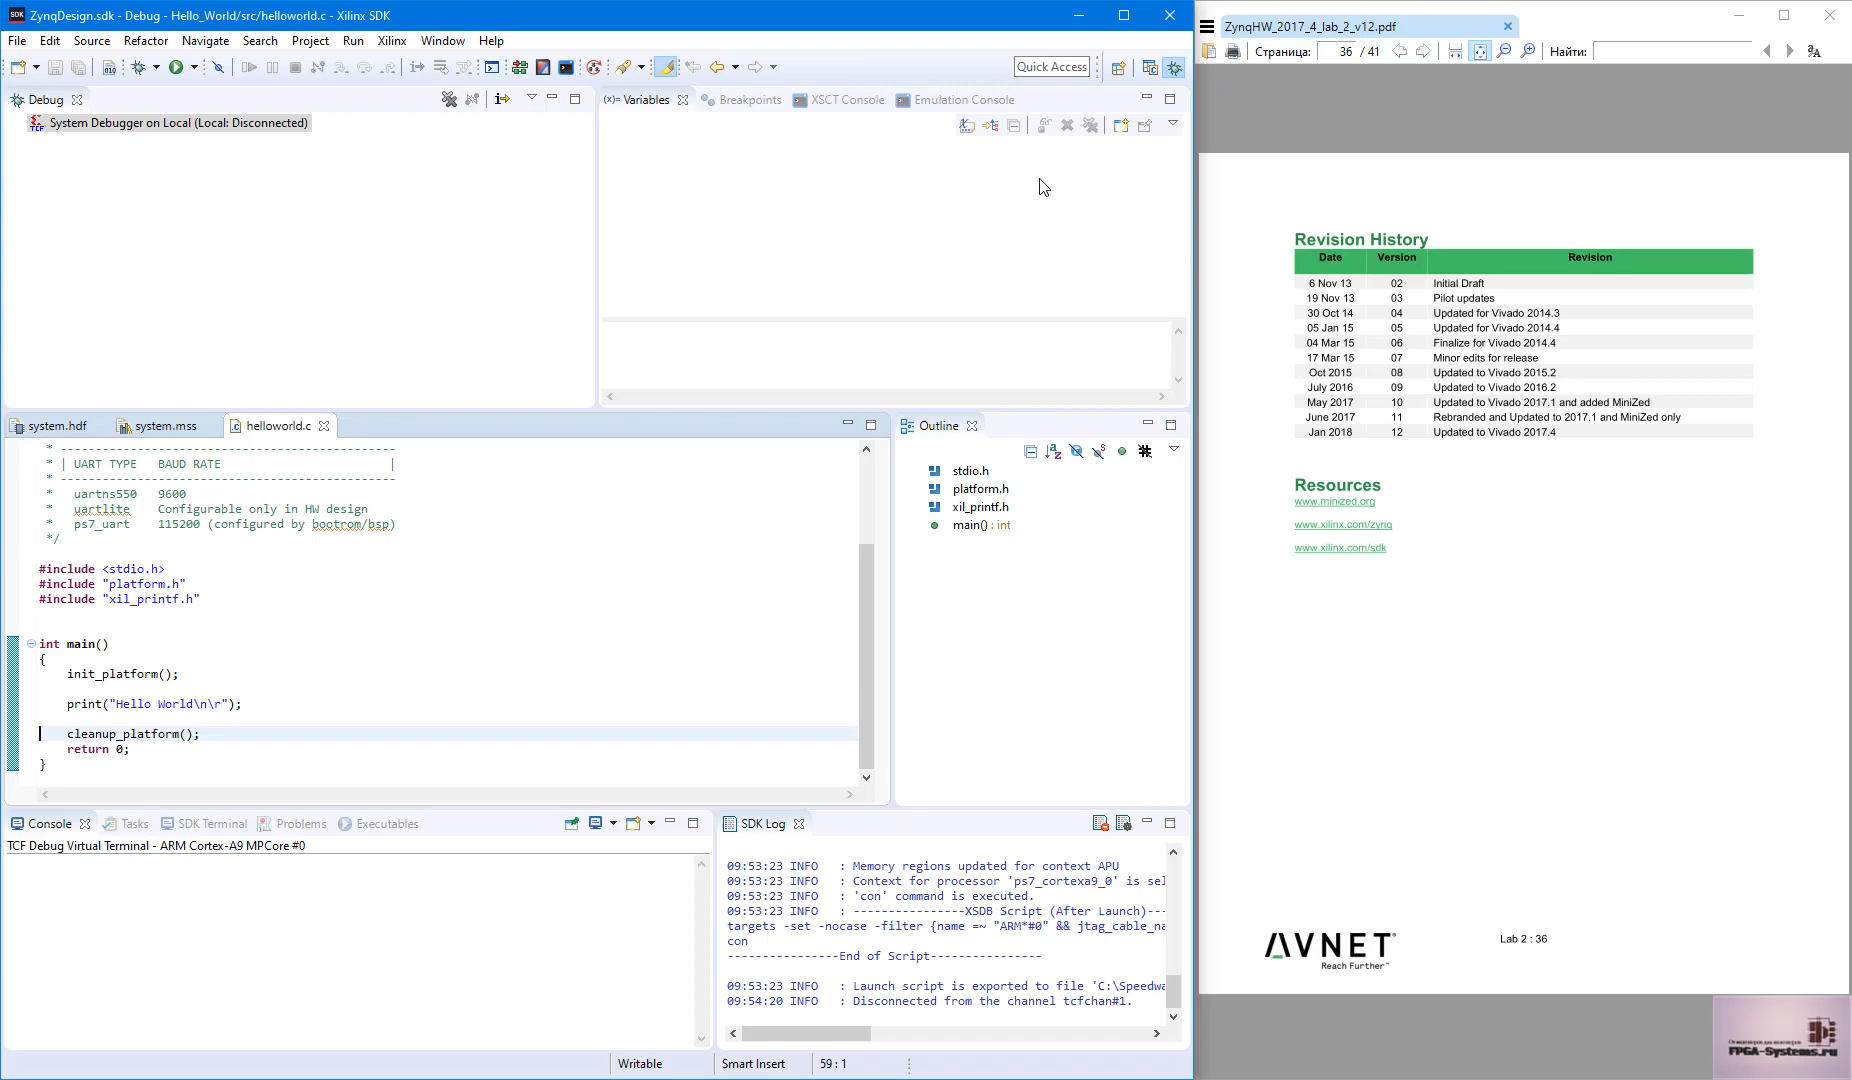 ZynqDesign.sdk - Debug - Hello_World/src/helloworld.c - Xilinx SDK
File Edit Source Refactor Navigate Search Project Run Xilinx Window Help
Quick Access
Debug
System Debugger on Local (Local: Disconnected)
(x)= Variables Breakpoints XSCT Console Emulation Console
system.hdf system.mss helloworld.c
* --------------------------------------
* | UART TYPE   BAUD RATE                        |
* --------------------------------------
*   uartns550   9600
*   uartlite    Configurable only in HW design
*   ps7_uart    115200 (configured by bootrom/bsp)
*/
#include <stdio.h>
#include "platform.h"
#include "xil_printf.h"
int main()
{
    init_platform();
    print("Hello World\n\r");
    cleanup_platform();
    return 0;
}
Outline
stdio.h
platform.h
xil_printf.h
main() : int
Console Tasks SDK Terminal Problems Executables
TCF Debug Virtual Terminal - ARM Cortex-A9 MPCore #0
SDK Log
09:53:23 INFO : Memory regions updated for context APU
09:53:23 INFO : Context for processor 'ps7_cortexa9_0' is sel
09:53:23 INFO : 'con' command is executed.
09:53:23 INFO : ----------------XSDB Script (After Launch)---
targets -set -nocase -filter {name =~ "ARM*#0" && jtag_cable_na
con
----------------End of Script----------------
09:53:23 INFO : Launch script is exported to file 'C:\Speedwa
09:54:20 INFO : Disconnected from the channel tcfchan#1.
Writable Smart Insert 59 : 1
ZynqHW_2017_4_lab_2_v12.pdf
Страница: 36 / 41 Найти:
Revision History
Date Version Revision
6 Nov 13 02 Initial Draft
19 Nov 13 03 Pilot updates
30 Oct 14 04 Updated for Vivado 2014.3
05 Jan 15 05 Updated for Vivado 2014.4
04 Mar 15 06 Finalize for Vivado 2014.4
17 Mar 15 07 Minor edits for release
Oct 2015 08 Updated to Vivado 2015.2
July 2016 09 Updated to Vivado 2016.2
May 2017 10 Updated to Vivado 2017.1 and added MiniZed
June 2017 11 Rebranded and Updated to 2017.1 and MiniZed only
Jan 2018 12 Updated to Vivado 2017.4
Resources
www.minized.org
www.xilinx.com/zynq
www.xilinx.com/sdk
AVNET
Reach Further™
Lab 2 : 36
FPGA-Systems.ru